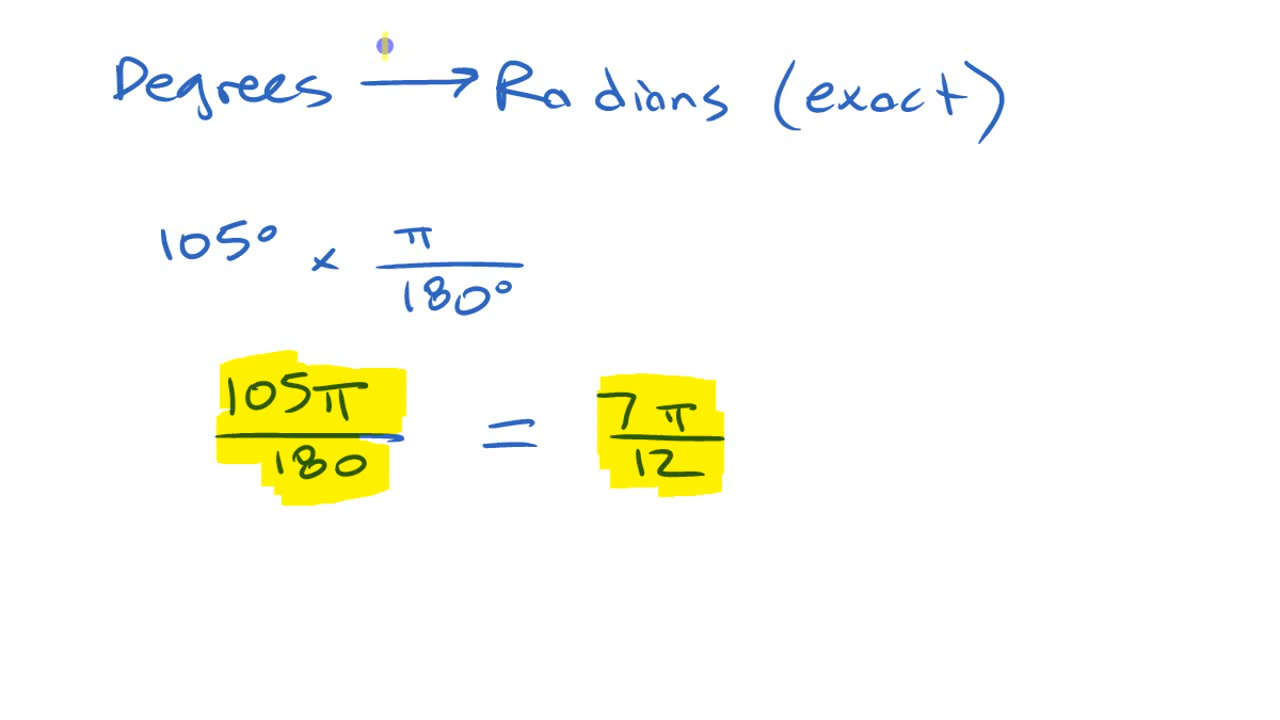 Degrees → Radians (exact)
105° × π/180°
105π/180 = 7π/12